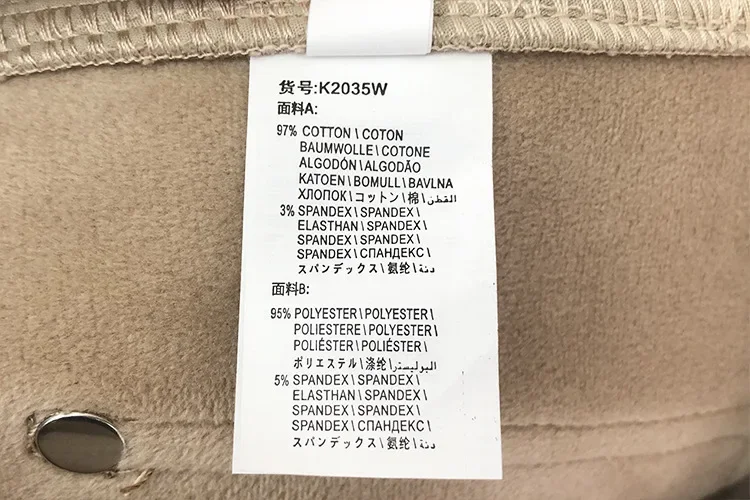 货号:K2035W
面料A:
97% COTTON\COTON
BAUMWOLLE\COTONE
ALGODÓN\ALGODÃO
KATOEN\BOMULL\BAVLNA
ХЛОПОК\コットン\棉\القطن
3% SPANDEX\SPANDEX\
ELASTHAN\SPANDEX\
SPANDEX\SPANDEX\
SPANDEX\СПАНДЕКС\
スパンデックス\氨纶\دنة
面料B:
95% POLYESTER\POLYESTER\
POLIESTERE\POLYESTER\
POLIÉSTER\POLIÉSTER\
ポリエステル\涤纶\البوليستر
5% SPANDEX\SPANDEX\
ELASTHAN\SPANDEX\
SPANDEX\SPANDEX\
SPANDEX\СПАНДЕКС\
スパンデックス\氨纶\دنة